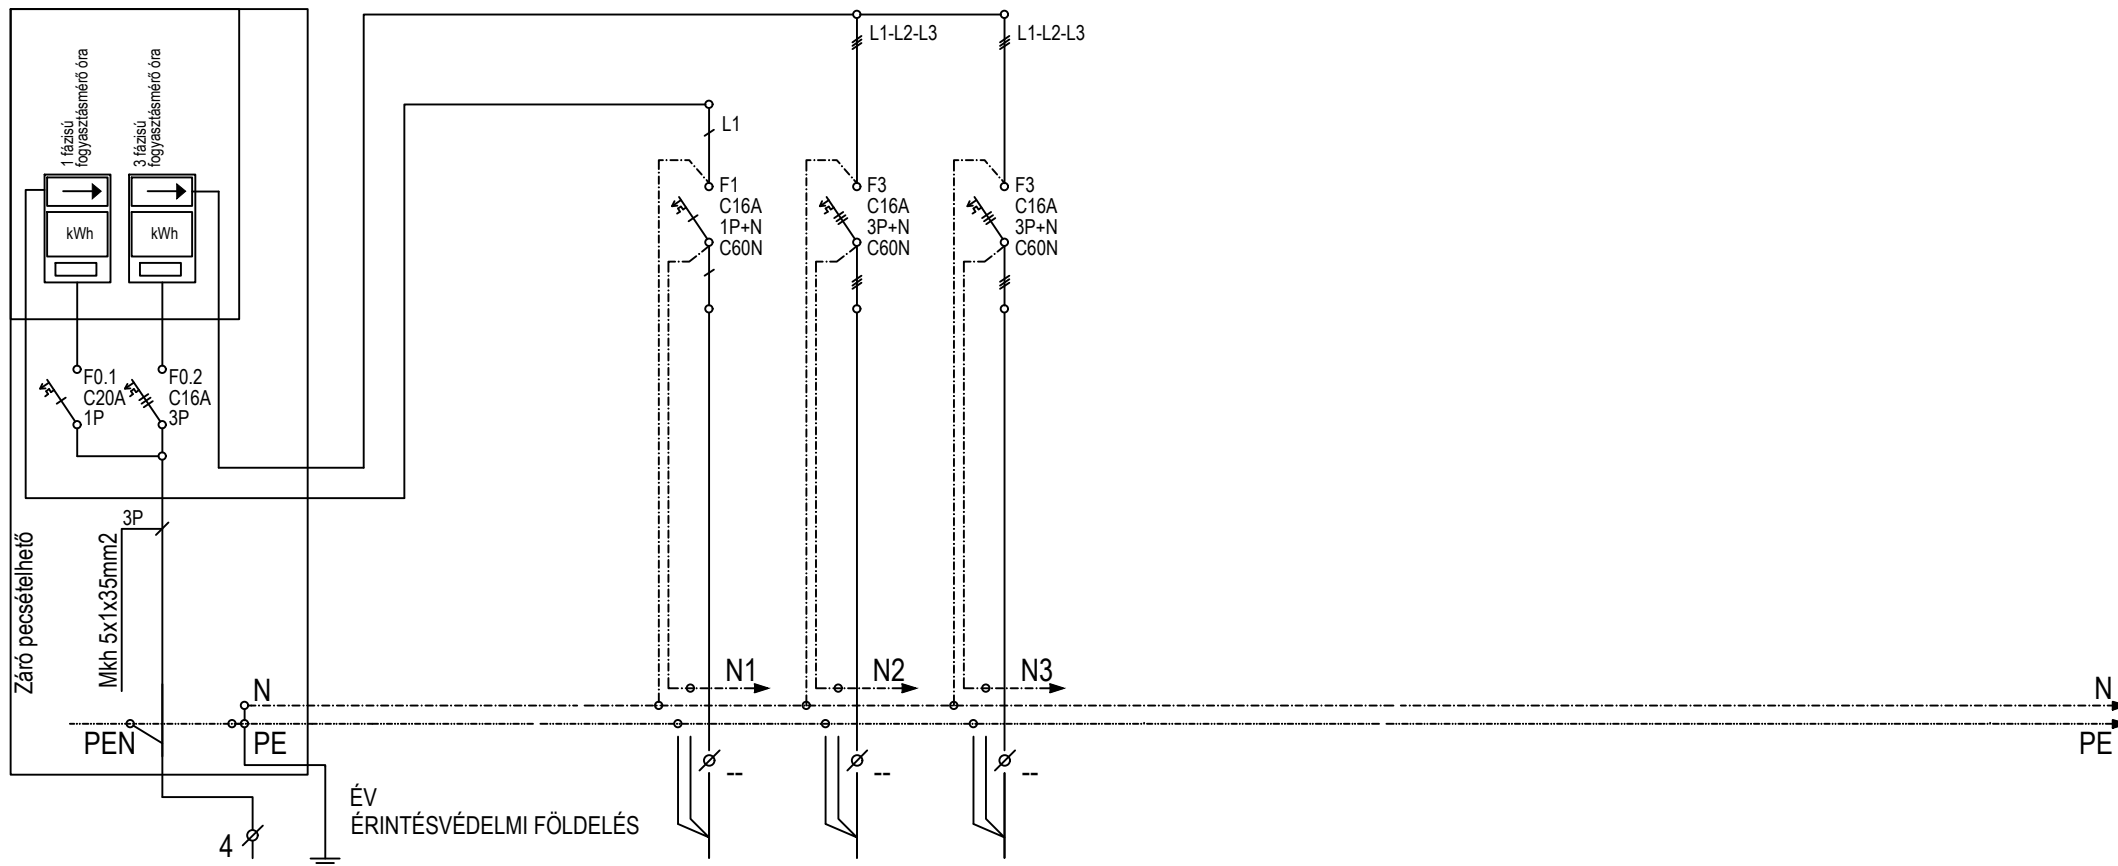 1 fázisú
fogyasztásmérő óra
3 fázisú
fogyasztásmérő óra
kWh
kWh
L1-L2-L3
L1-L2-L3
L1
F1
C16A
1P+N
C60N
F3
C16A
3P+N
C60N
F3
C16A
3P+N
C60N
F0.1
C20A
1P
F0.2
C16A
3P
3P
Mkh 5x1x35mm2
Záró pecsételhető
N1
N2
N3
N
N
PEN
PE
PE
--
--
--
ÉV
ÉRINTÉSVÉDELMI FÖLDELÉS
4